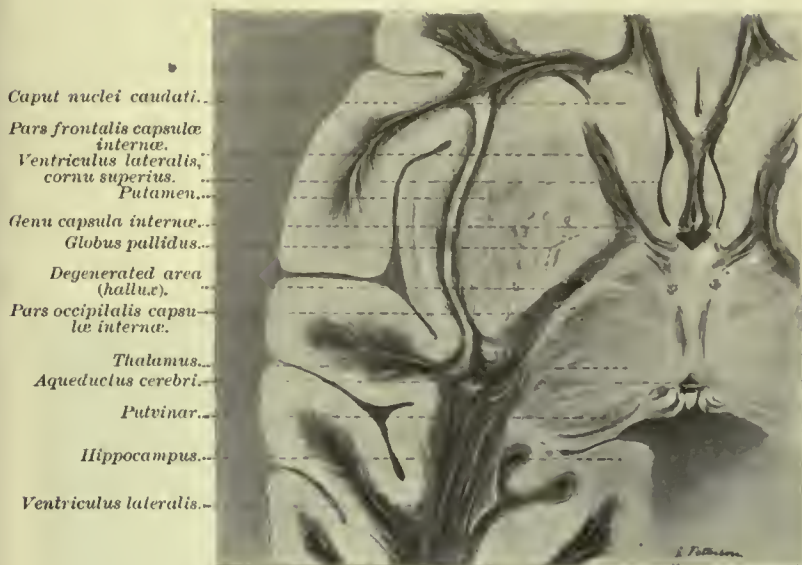 Caput nuclei caudati..
Pars frontalis capsulæ
internæ.
Ventriculus lateralis,
cornu superius.
Putamen.
Genu capsula internæ.
Globus pallidus..
Degenerated area
(hallux).
Pars occipitalis capsu-
læ internæ.
Thalamus.
Aqueductus cerebri.
Pulvinar.
Hippocampus..
Ventriculus lateralis.